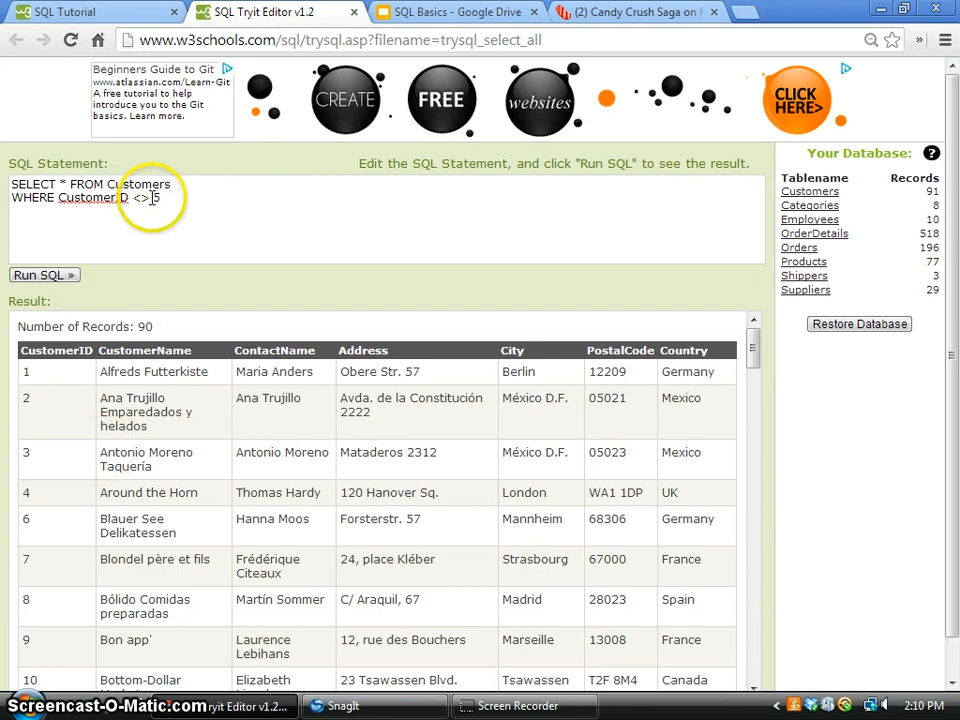 SQL Tutorial
SQL Tryit Editor v1.2
SQL Basics - Google Drive
(1) Candy Crush Saga on F
www.w3schools.com/sql/trysql.asp?filename=trysql_select_all
Beginners Guide to Git
www.atlassian.com/Learn-Git
A free tutorial to help
introduce you to the Git
basics. Learn more.
CREATE
FREE
websites
CLICK
HERE>
SQL Statement:
Edit the SQL Statement, and click "Run SQL" to see the result.
SELECT * FROM Customers
WHERE CustomerID <> 5
Run SQL »
Your Database:
?
Tablename Records
Customers 91
Categories 8
Employees 10
OrderDetails 518
Orders 196
Products 77
Shippers 3
Suppliers 29
Restore Database
Result:
Number of Records: 90
CustomerID CustomerName ContactName Address City PostalCode Country
1 Alfreds Futterkiste Maria Anders Obere Str. 57 Berlin 12209 Germany
2 Ana Trujillo Ana Trujillo Avda. de la Constitución México D.F. 05021 Mexico
Emparedados y 2222
helados
3 Antonio Moreno Antonio Moreno Mataderos 2312 México D.F. 05023 Mexico
Taquería
4 Around the Horn Thomas Hardy 120 Hanover Sq. London WA1 1DP UK
6 Blauer See Hanna Moos Forsterstr. 57 Mannheim 68306 Germany
Delikatessen
7 Blondel père et fils Frédérique 24, place Kléber Strasbourg 67000 France
Citeaux
8 Bólido Comidas Martín Sommer C/ Araquil, 67 Madrid 28023 Spain
preparadas
9 Bon app' Laurence 12, rue des Bouchers Marseille 13008 France
Lebihans
10 Bottom-Dollar Elizabeth 23 Tsawassen Blvd. Tsawassen T2F 8M4 Canada
Screencast-O-Matic.com
Tryit Editor v1.2...
SnagIt
Screen Recorder
2:10 PM